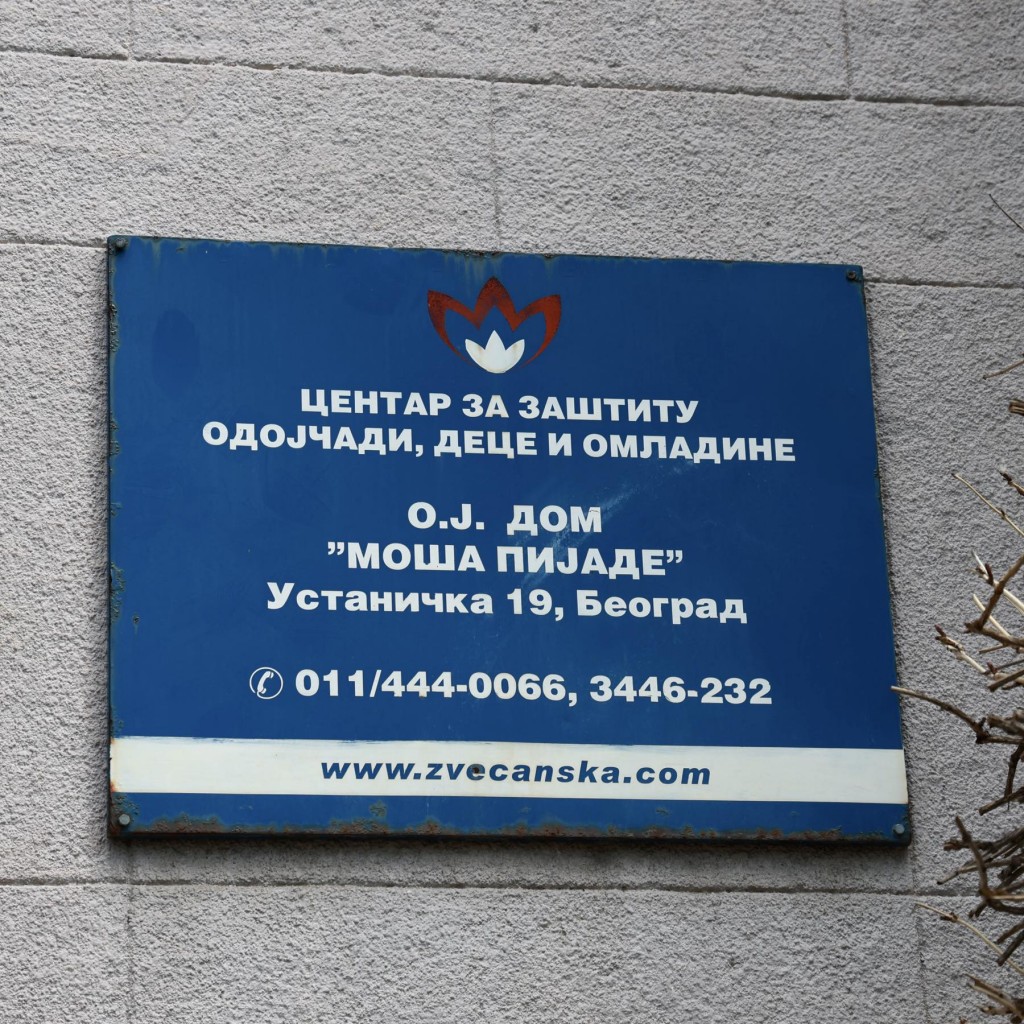 ЦЕНТАР ЗА ЗАШТИТУ
ОДОЈЧАДИ, ДЕЦЕ И ОМЛАДИНЕ
О.Ј. ДОМ
”МОША ПИЈАДЕ”
Устаничка 19, Београд
✆ 011/444-0066, 3446-232
www.zvecanska.com